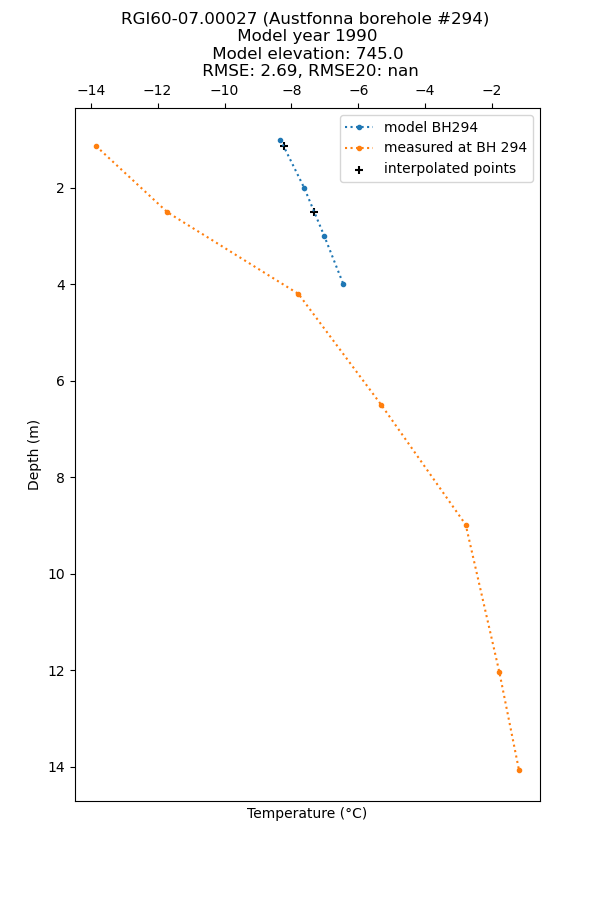 RGI60-07.00027 (Austfonna borehole #294)
Model year 1990
Model elevation: 745.0
RMSE: 2.69, RMSE20: nan
−14 −12 −10 −8 −6 −4 −2
model BH294
measured at BH 294
interpolated points
2
4
6
8
10
12
14
Depth (m)
Temperature (°C)